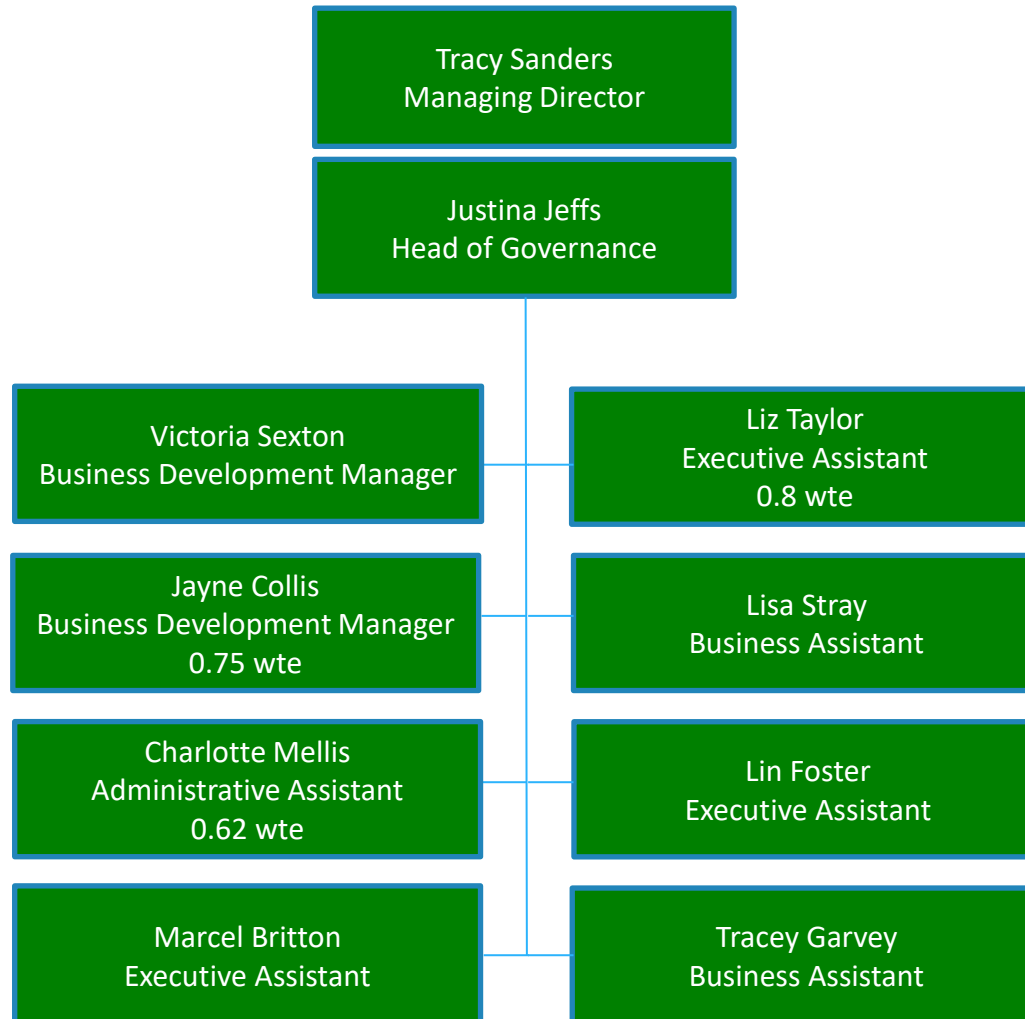 Tracy Sanders
Managing Director
Justina Jeffs
Head of Governance
Victoria Sexton
Business Development Manager
Liz Taylor
Executive Assistant
0.8 wte
Jayne Collis
Business Development Manager
0.75 wte
Lisa Stray
Business Assistant
Charlotte Mellis
Administrative Assistant
0.62 wte
Lin Foster
Executive Assistant
Marcel Britton
Executive Assistant
Tracey Garvey
Business Assistant